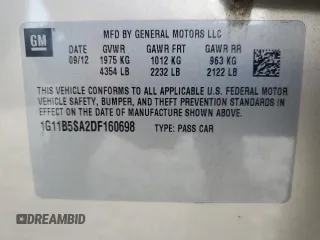 GM
MFD BY GENERAL MOTORS LLC
DATE GVWR GAWR FRT GAWR RR
09/12 1975 KG 1012 KG 963 KG
4354 LB 2232 LB 2122 LB
THIS VEHICLE CONFORMS TO ALL APPLICABLE U.S. FEDERAL MOTOR
VEHICLE SAFETY, BUMPER, AND THEFT PREVENTION STANDARDS
IN EFFECT ON THE DATE OF MANUFACTURE SHOWN ABOVE.
1G11B5SA2DF160698 TYPE: PASS CAR
DREAMBID